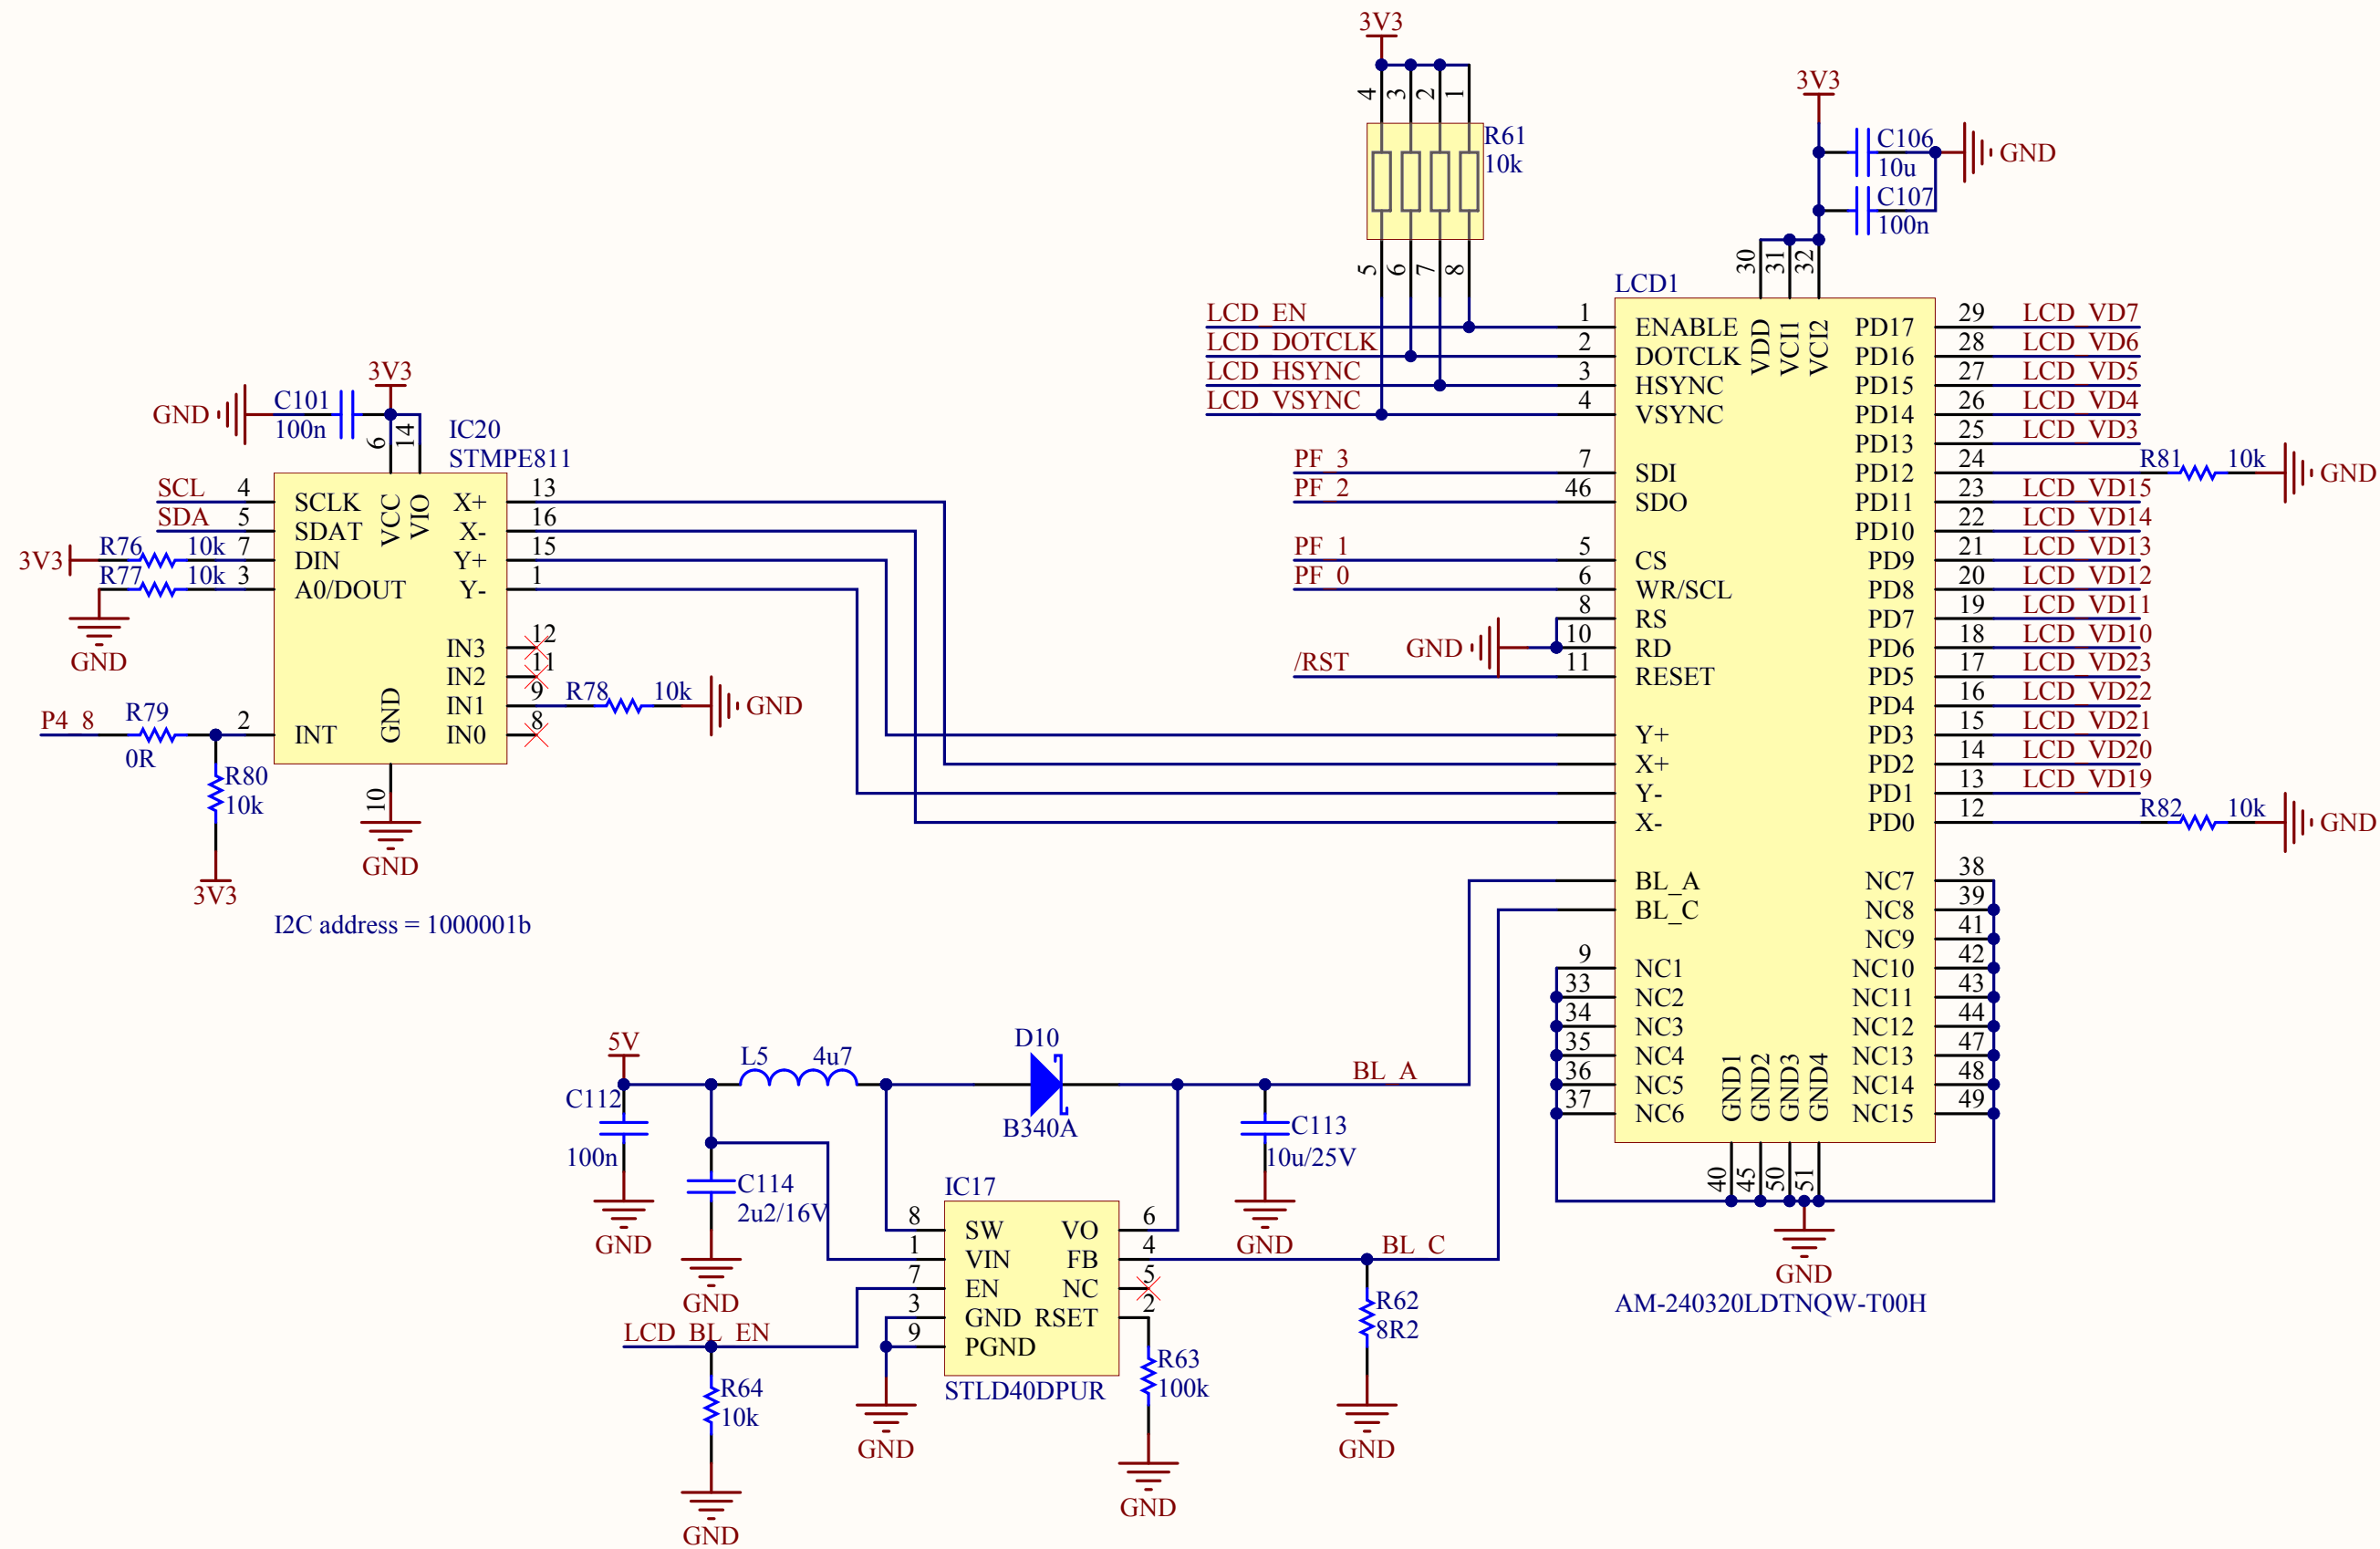 3V3
4 3 2 1
R61
10k
5 6 7 8
3V3
C106
10u
GND
C107
100n
30 31 32
LCD1
LCD_EN 1 ENABLE
LCD_DOTCLK 2 DOTCLK
LCD_HSYNC 3 HSYNC
LCD_VSYNC 4 VSYNC
PF_3 7 SDI
PF_2 46 SDO
PF_1 5 CS
PF_0 6 WR/SCL
8 RS
GND 10 RD
/RST 11 RESET
Y+
X+
Y-
X-
BL_A
BL_C
9 NC1
33 NC2
34 NC3
35 NC4
36 NC5
37 NC6
VDD VCI1 VCI2
PD17 29 LCD_VD7
PD16 28 LCD_VD6
PD15 27 LCD_VD5
PD14 26 LCD_VD4
PD13 25 LCD_VD3
PD12 24 R81 10k GND
PD11 23 LCD_VD15
PD10 22 LCD_VD14
PD9 21 LCD_VD13
PD8 20 LCD_VD12
PD7 19 LCD_VD11
PD6 18 LCD_VD10
PD5 17 LCD_VD23
PD4 16 LCD_VD22
PD3 15 LCD_VD21
PD2 14 LCD_VD20
PD1 13 LCD_VD19
PD0 12 R82 10k GND
NC7 38
NC8 39
NC9 41
NC10 42
NC11 43
NC12 44
NC13 47
NC14 48
NC15 49
GND1 GND2 GND3 GND4
40 45 50 51
GND
AM-240320LDTNQW-T00H
3V3
GND C101
100n
6 14
IC20
STMPE811
SCL 4 SCLK
SDA 5 SDAT
3V3 R76 10k 7 DIN
R77 10k 3 A0/DOUT
GND
P4_8 R79 2 INT
0R
R80
10k
3V3
VCC VIO
X+ 13
X- 16
Y+ 15
Y- 1
IN3 12
IN2 11
IN1 9 R78 10k GND
IN0 8
GND
10
GND
I2C address = 1000001b
5V
L5 4u7
D10
B340A
BL_A
C112
100n
GND
C114
2u2/16V
GND
C113
10u/25V
GND
IC17
8 SW VO 6
1 VIN FB 4
7 EN NC 5
3 GND RSET 2
9 PGND
STLD40DPUR
BL_C
LCD_BL_EN
R64
10k
GND
GND
R63
100k
GND
R62
8R2
GND